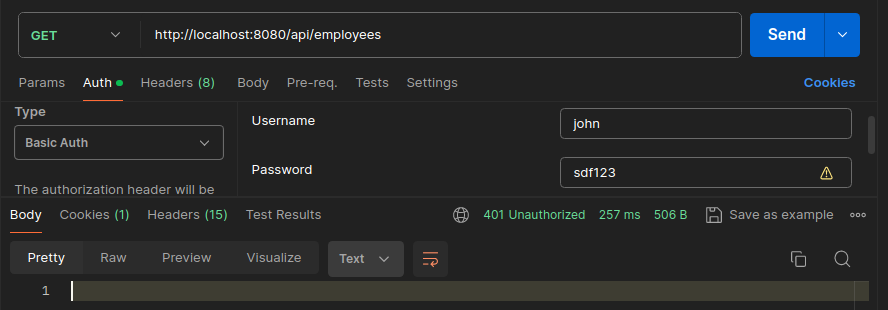 GET http://localhost:8080/api/employees Send
Params Auth Headers (8) Body Pre-req. Tests Settings Cookies
Type
Basic Auth
The authorization header will be
Username john
Password sdf123
Body Cookies (1) Headers (15) Test Results 401 Unauthorized 257 ms 506 B Save as example
Pretty Raw Preview Visualize Text
1